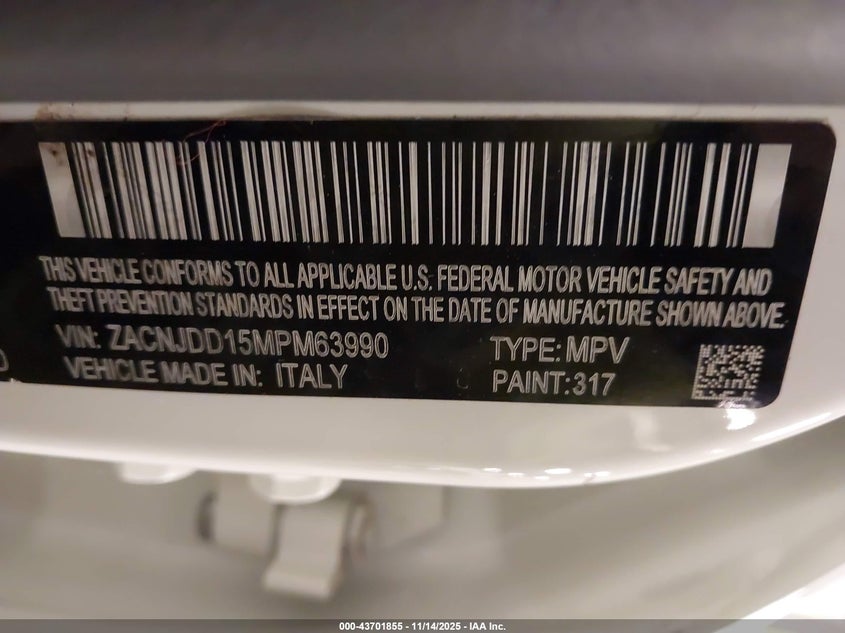 THIS VEHICLE CONFORMS TO ALL APPLICABLE U.S. FEDERAL MOTOR VEHICLE SAFETY AND
THEFT PREVENTION STANDARDS IN EFFECT ON THE DATE OF MANUFACTURE SHOWN ABOVE.
VIN: ZACNJDD15MPM63990 TYPE: MPV
VEHICLE MADE IN: ITALY PAINT: 317
000-43701855 - 11/14/2025 - IAA Inc.